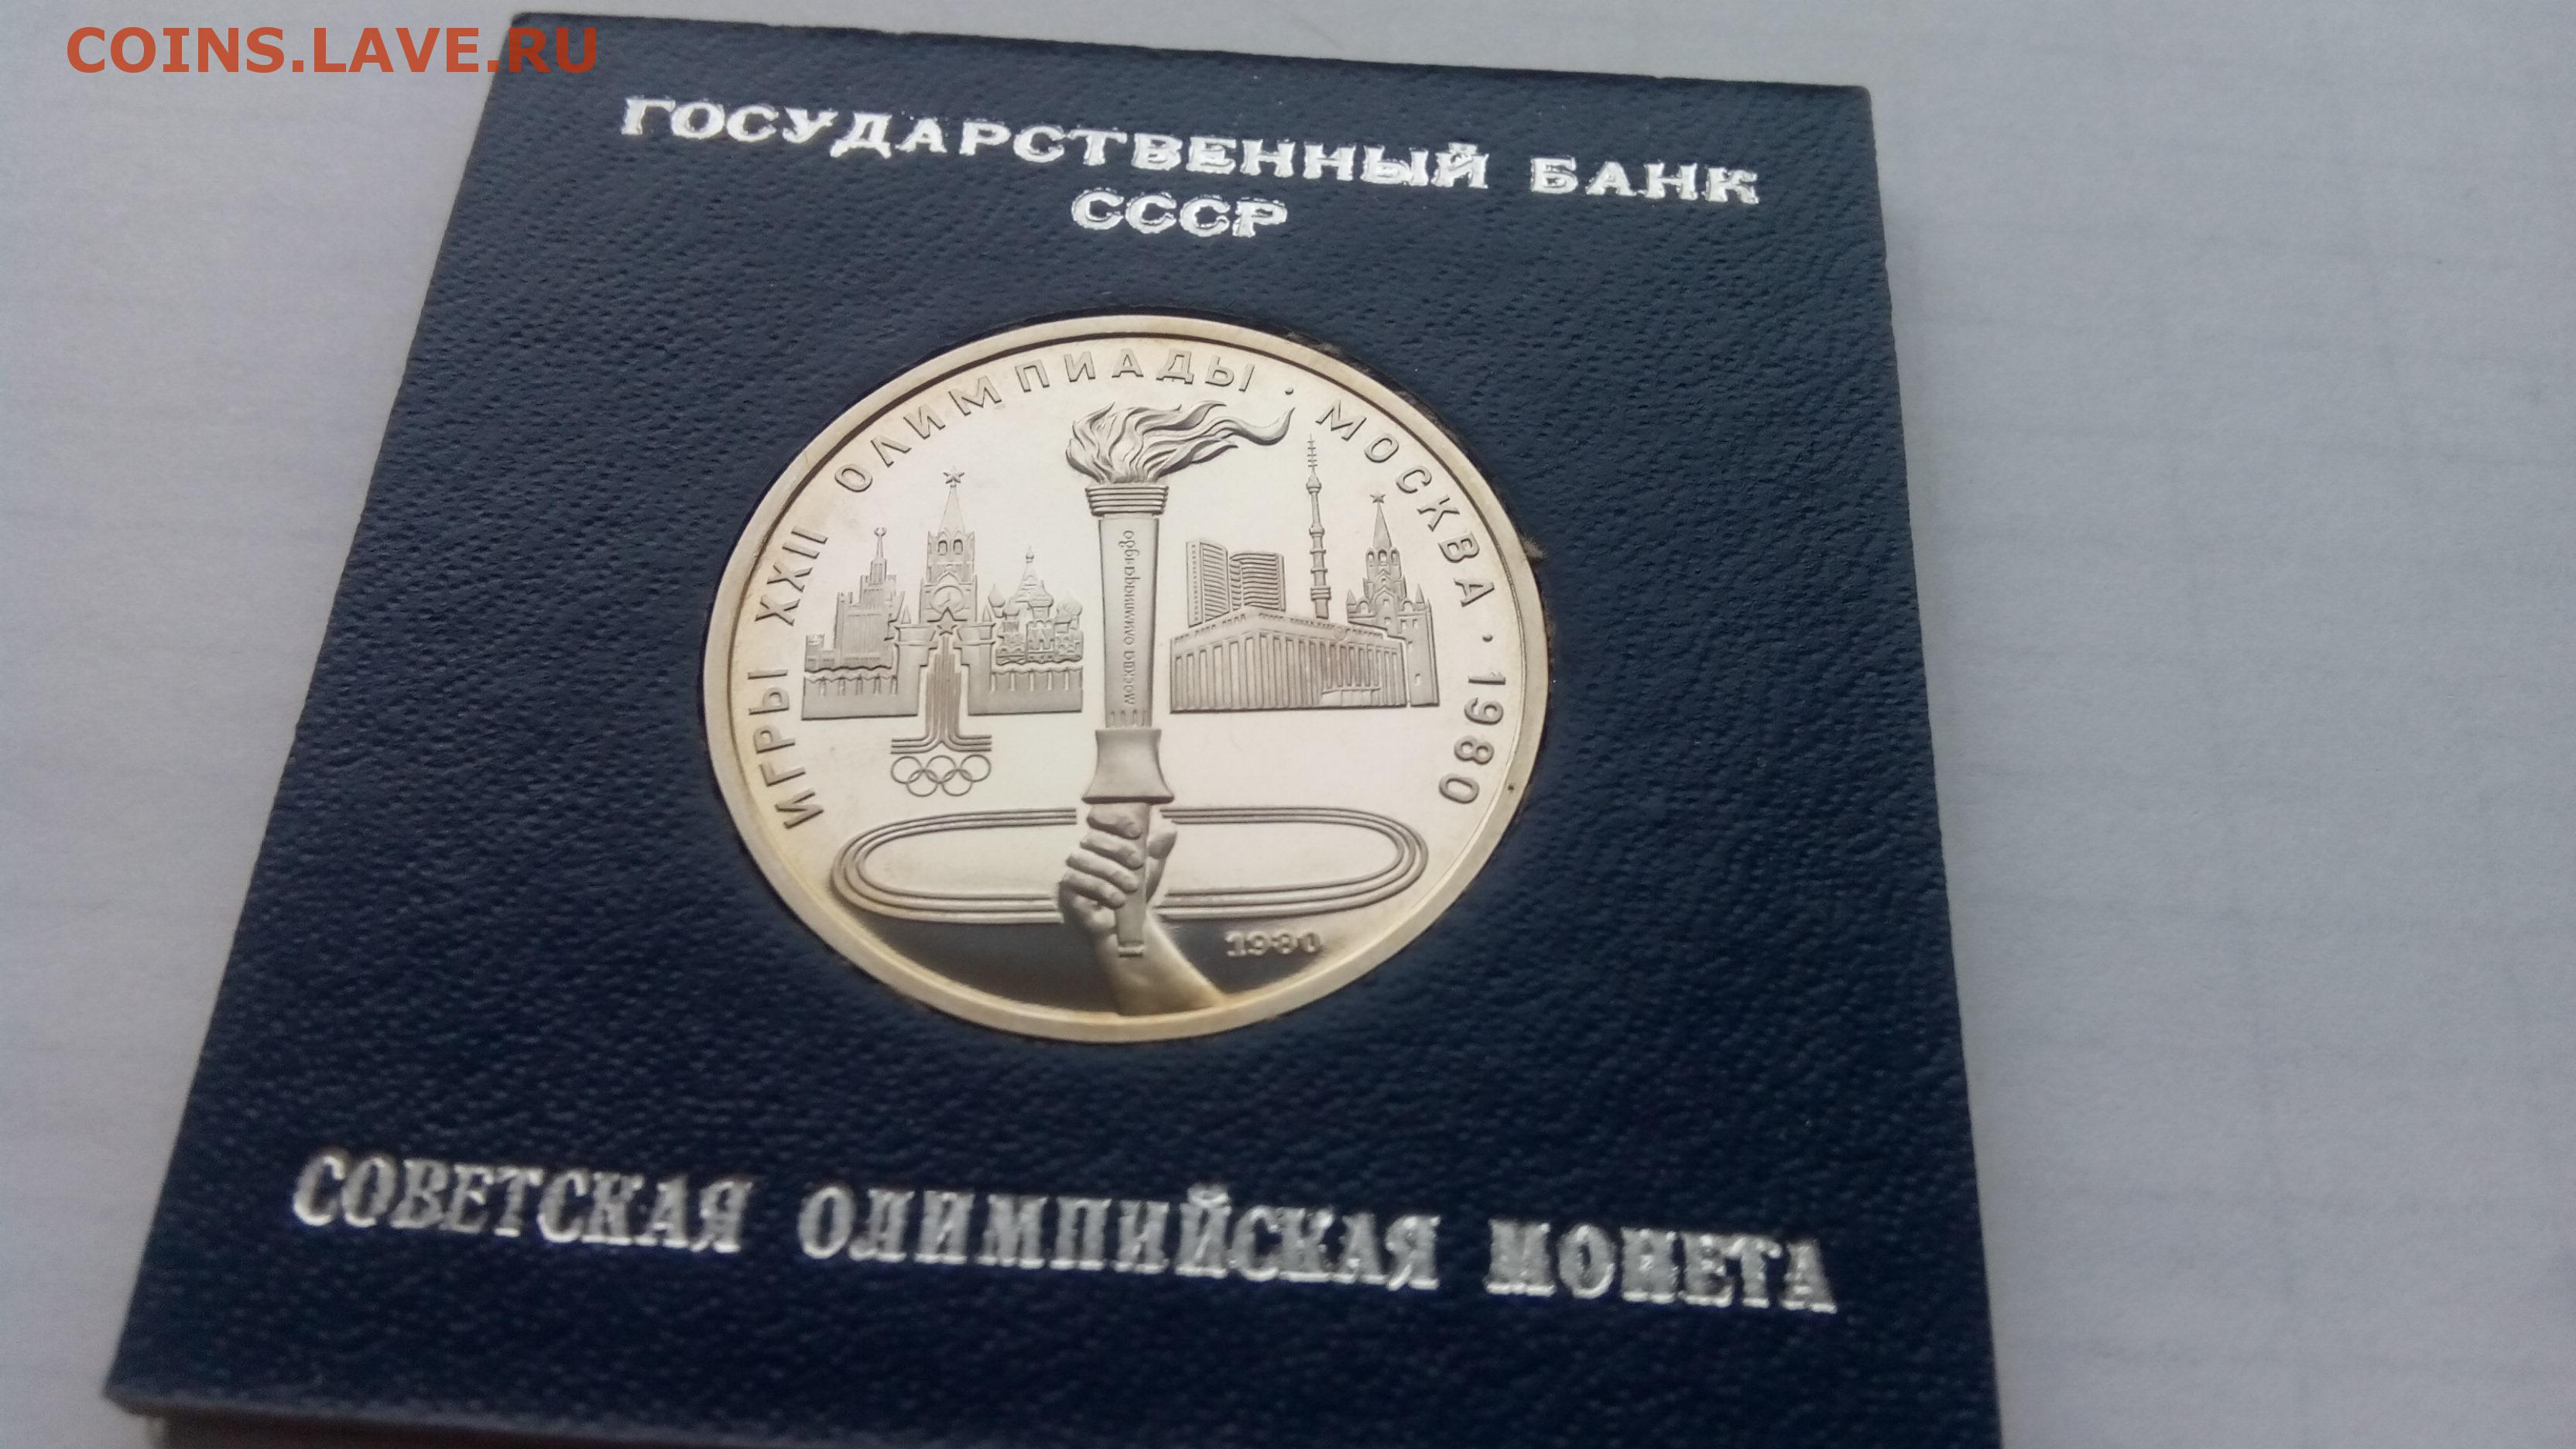 COINS.LAVE.RU
ГОСУДАРСТВЕННЫЙ БАНК
СССР
ИГРЫ XXII ОЛИМПИАДЫ · МОСКВА · 1980
1980
СОВЕТСКАЯ ОЛИМПИЙСКАЯ МОНЕТА